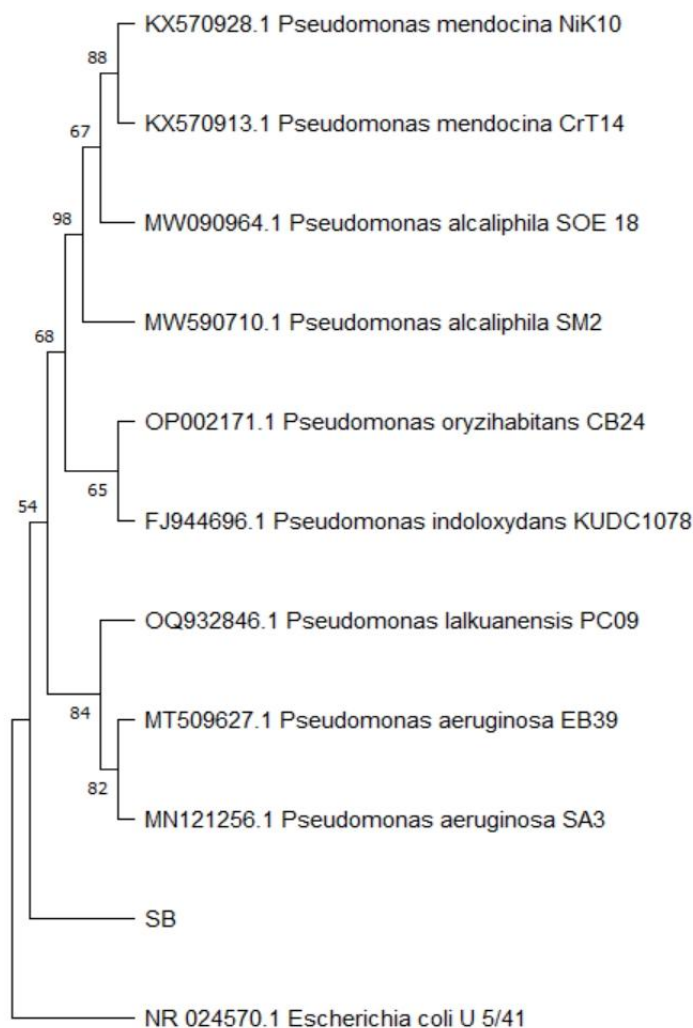 KX570928.1 Pseudomonas mendocina NiK10
88
KX570913.1 Pseudomonas mendocina CrT14
67
MW090964.1 Pseudomonas alcaliphila SOE 18
98
MW590710.1 Pseudomonas alcaliphila SM2
68
OP002171.1 Pseudomonas oryzihabitans CB24
65
FJ944696.1 Pseudomonas indoloxydans KUDC1078
54
OQ932846.1 Pseudomonas lalkuanensis PC09
84
MT509627.1 Pseudomonas aeruginosa EB39
82
MN121256.1 Pseudomonas aeruginosa SA3
SB
NR 024570.1 Escherichia coli U 5/41